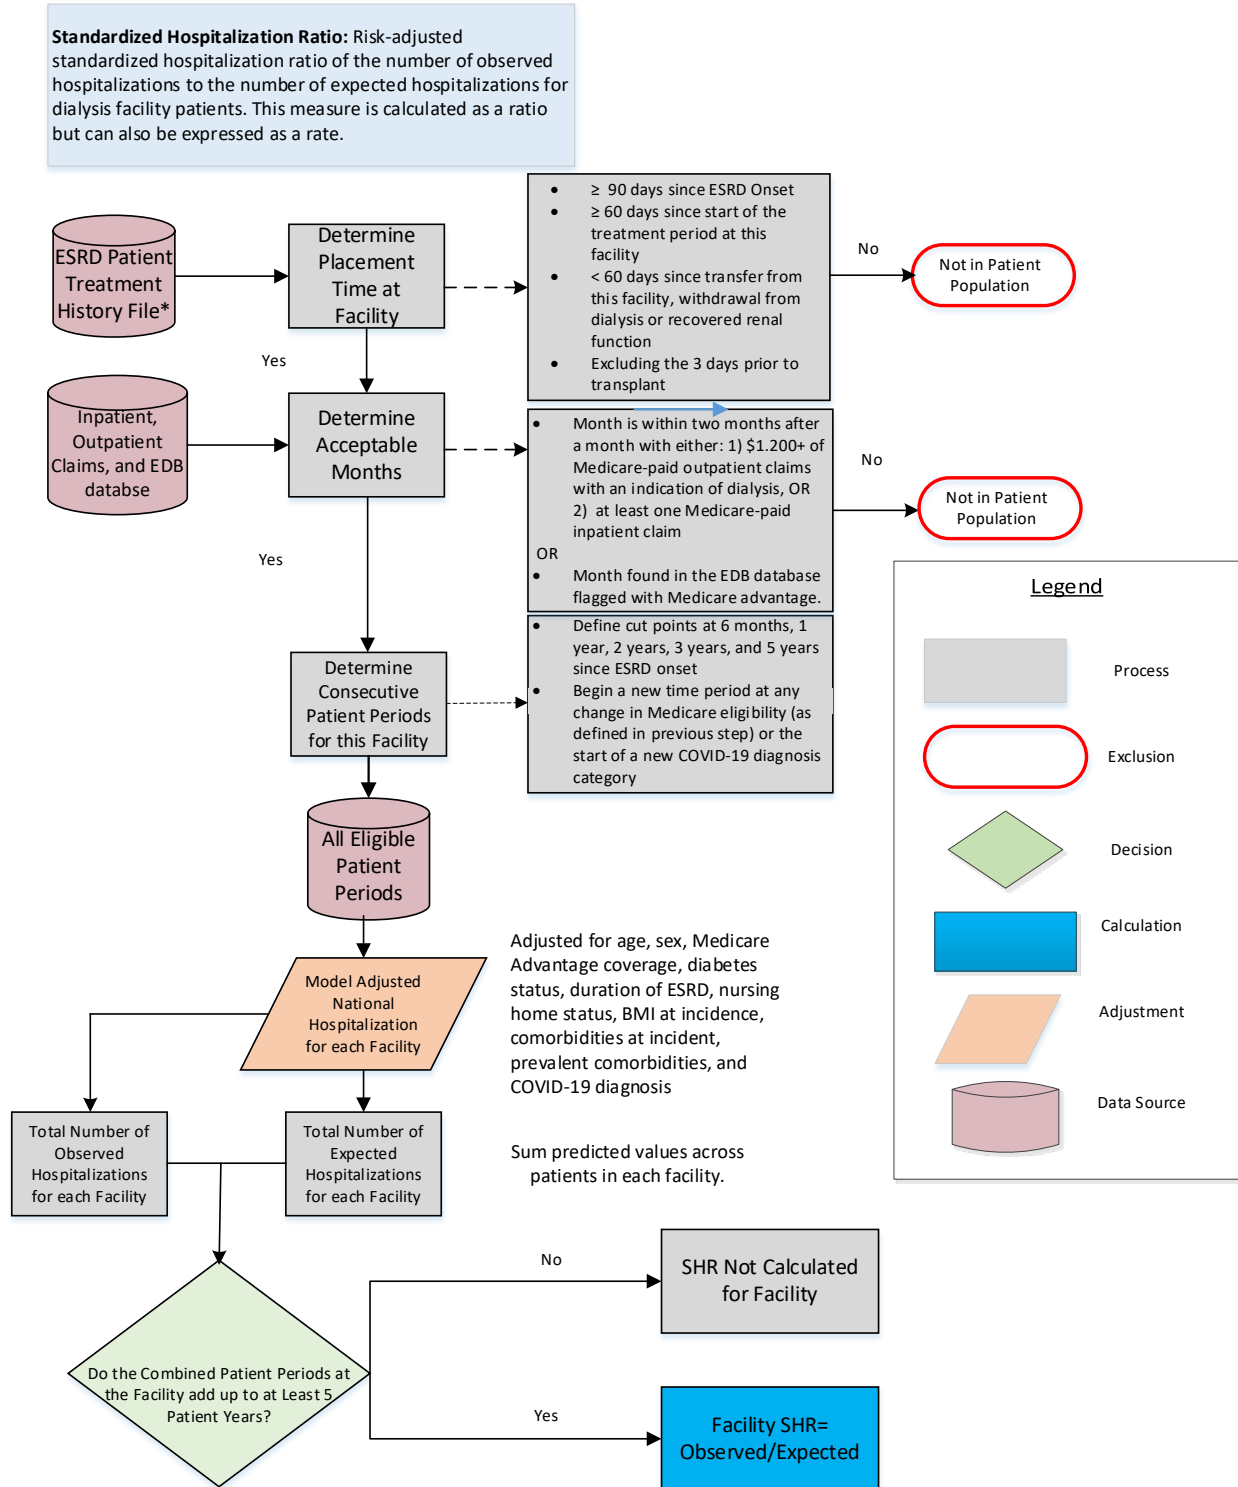 Standardized Hospitalization Ratio: Risk-adjusted
standardized hospitalization ratio of the number of observed
hospitalizations to the number of expected hospitalizations for
dialysis facility patients. This measure is calculated as a ratio
but can also be expressed as a rate.
ESRD Patient
Treatment
History File*
Determine
Placement
Time at
Facility
• ≥ 90 days since ESRD Onset
• ≥ 60 days since start of the
treatment period at this
facility
• < 60 days since transfer from
this facility, withdrawal from
dialysis or recovered renal
function
• Excluding the 3 days prior to
transplant
No
Not in Patient
Population
Yes
Inpatient,
Outpatient
Claims, and EDB
databse
Determine
Acceptable
Months
• Month is within two months after
a month with either: 1) $1.200+ of
Medicare-paid outpatient claims
with an indication of dialysis, OR
2) at least one Medicare-paid
inpatient claim
OR
• Month found in the EDB database
flagged with Medicare advantage.
No
Not in Patient
Population
Yes
Determine
Consecutive
Patient Periods
for this Facility
• Define cut points at 6 months, 1
year, 2 years, 3 years, and 5 years
since ESRD onset
• Begin a new time period at any
change in Medicare eligibility (as
defined in previous step) or the
start of a new COVID-19 diagnosis
category
Legend
Process
Exclusion
Decision
Calculation
Adjustment
Data Source
All Eligible
Patient
Periods
Model Adjusted
National
Hospitalization
for each Facility
Adjusted for age, sex, Medicare
Advantage coverage, diabetes
status, duration of ESRD, nursing
home status, BMI at incidence,
comorbidities at incident,
prevalent comorbidities, and
COVID-19 diagnosis
Total Number of
Observed
Hospitalizations
for each Facility
Total Number of
Expected
Hospitalizations
for each Facility
Sum predicted values across
patients in each facility.
Do the Combined Patient Periods at
the Facility add up to at Least 5
Patient Years?
No
SHR Not Calculated
for Facility
Yes
Facility SHR=
Observed/Expected